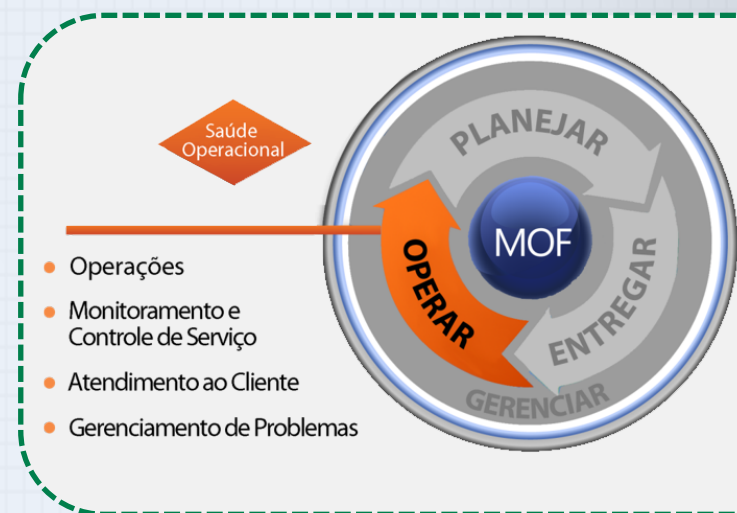 Saúde
Operacional
PLANEJAR
MOF
OPERAR
ENTREGAR
GERENCIAR
Operações
Monitoramento e
Controle de Serviço
Atendimento ao Cliente
Gerenciamento de Problemas